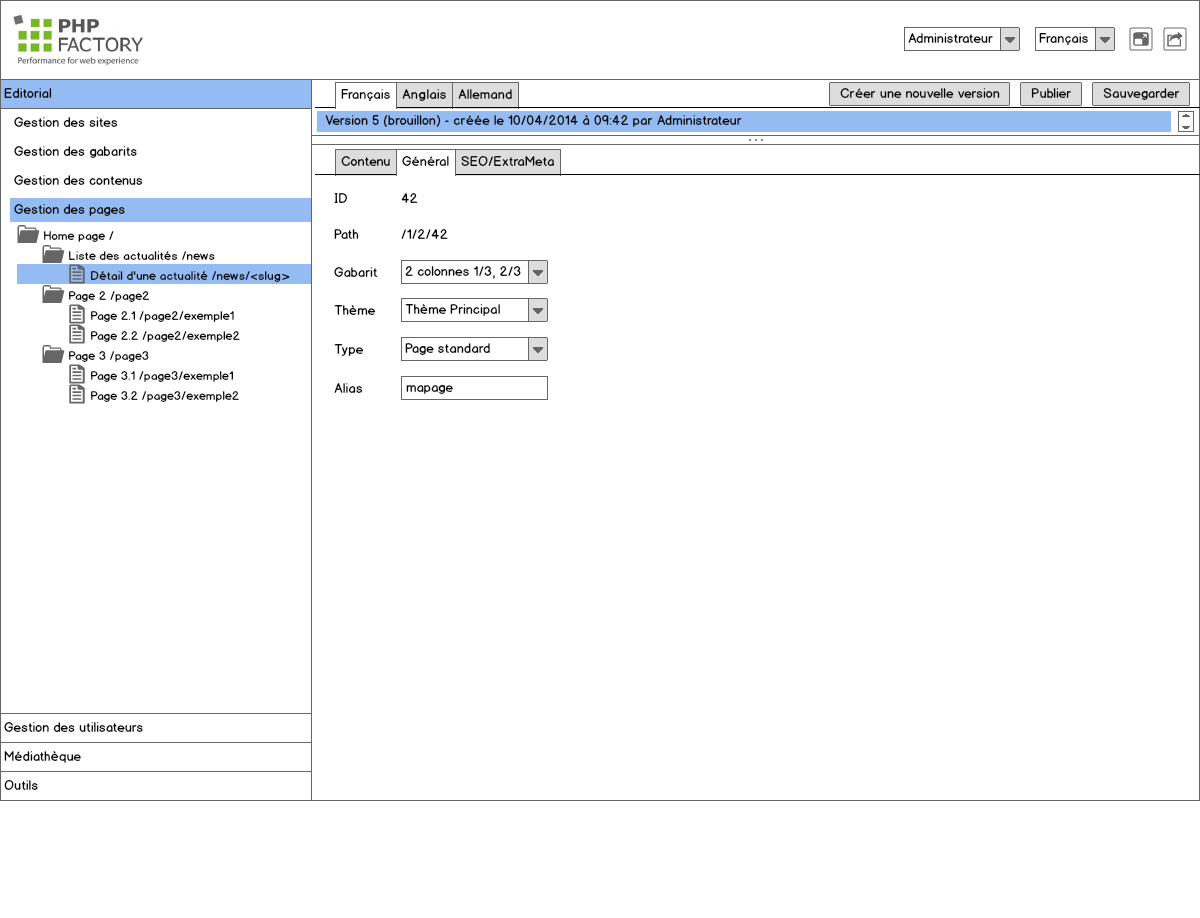 PHP
FACTORY
Performance for web experience
Administrateur
Français
Editorial
Gestion des sites
Gestion des gabarits
Gestion des contenus
Gestion des pages
Home page /
Liste des actualités /news
Détail d'une actualité /news/<slug>
Page 2 /page2
Page 2.1 /page2/exemple1
Page 2.2 /page2/exemple2
Page 3 /page3
Page 3.1 /page3/exemple1
Page 3.2 /page3/exemple2
Gestion des utilisateurs
Médiathèque
Outils
Français Anglais Allemand
Créer une nouvelle version Publier Sauvegarder
Version 5 (brouillon) - créée le 10/04/2014 à 09:42 par Administrateur
Contenu Général SEO/ExtraMeta
ID 42
Path /1/2/42
Gabarit 2 colonnes 1/3, 2/3
Thème Thème Principal
Type Page standard
Alias mapage